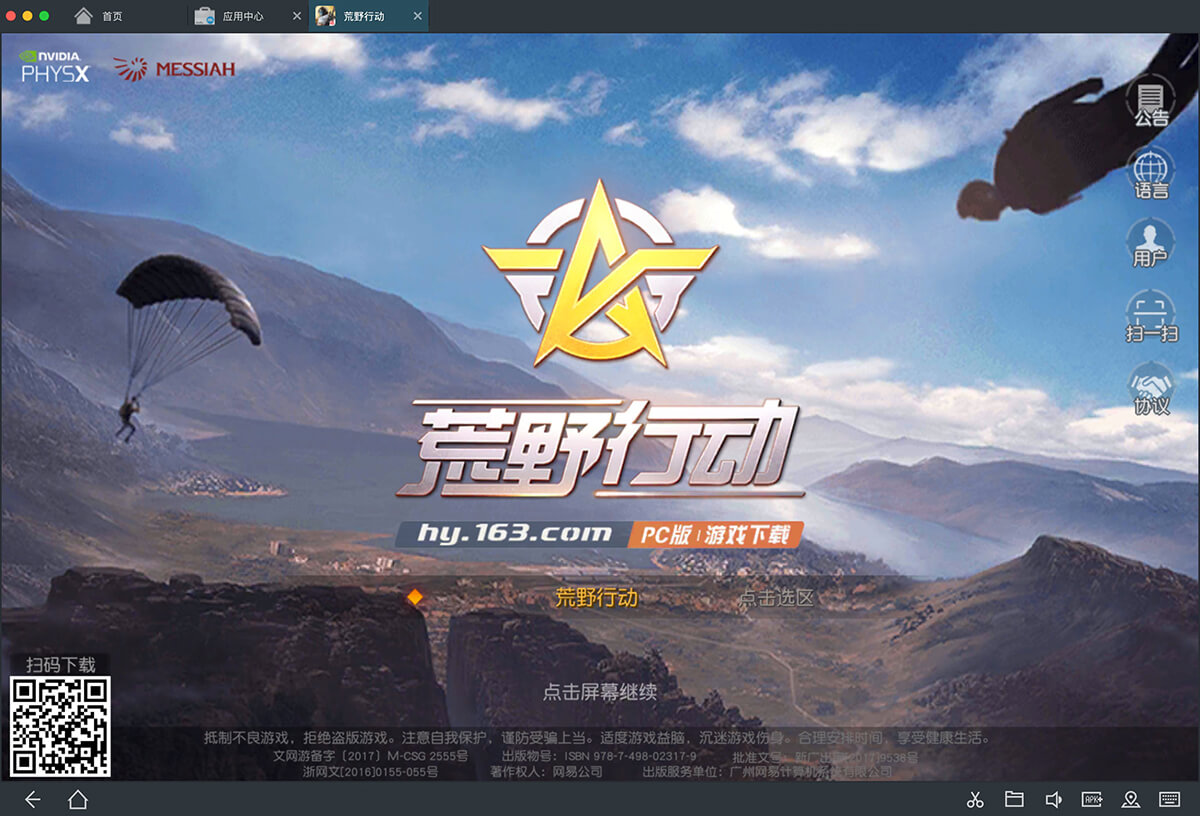 首页
应用中心
荒野行动
NVIDIA.
PHYSX
MESSIAH
公告
语言
用户
扫一扫
协议
荒野行动
hy.163.com PC版 | 游戏下载
荒野行动 点击选区
扫码下载
点击屏幕继续
抵制不良游戏，拒绝盗版游戏。注意自我保护，谨防受骗上当。适度游戏益脑，沉迷游戏伤身。合理安排时间，享受健康生活。
文网游备字〔2017〕M-CSG 2555号 出版物号：ISBN 978-7-498-02317-9 批准文号：新广出审[2017]9538号
浙网文[2016]0155-055号 著作权人：网易公司 出版服务单位：广州网易计算机系统有限公司
APK+